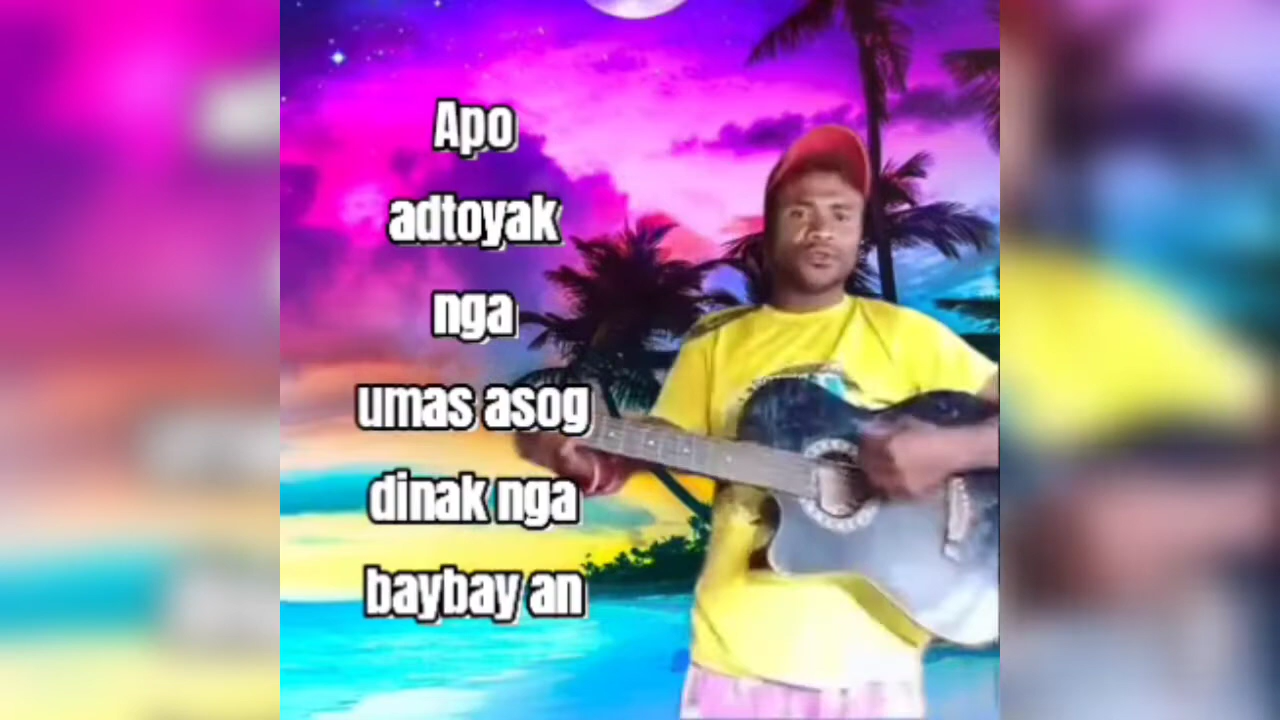 Apo
adtoyak
nga
umas asog
dinak nga
baybay an